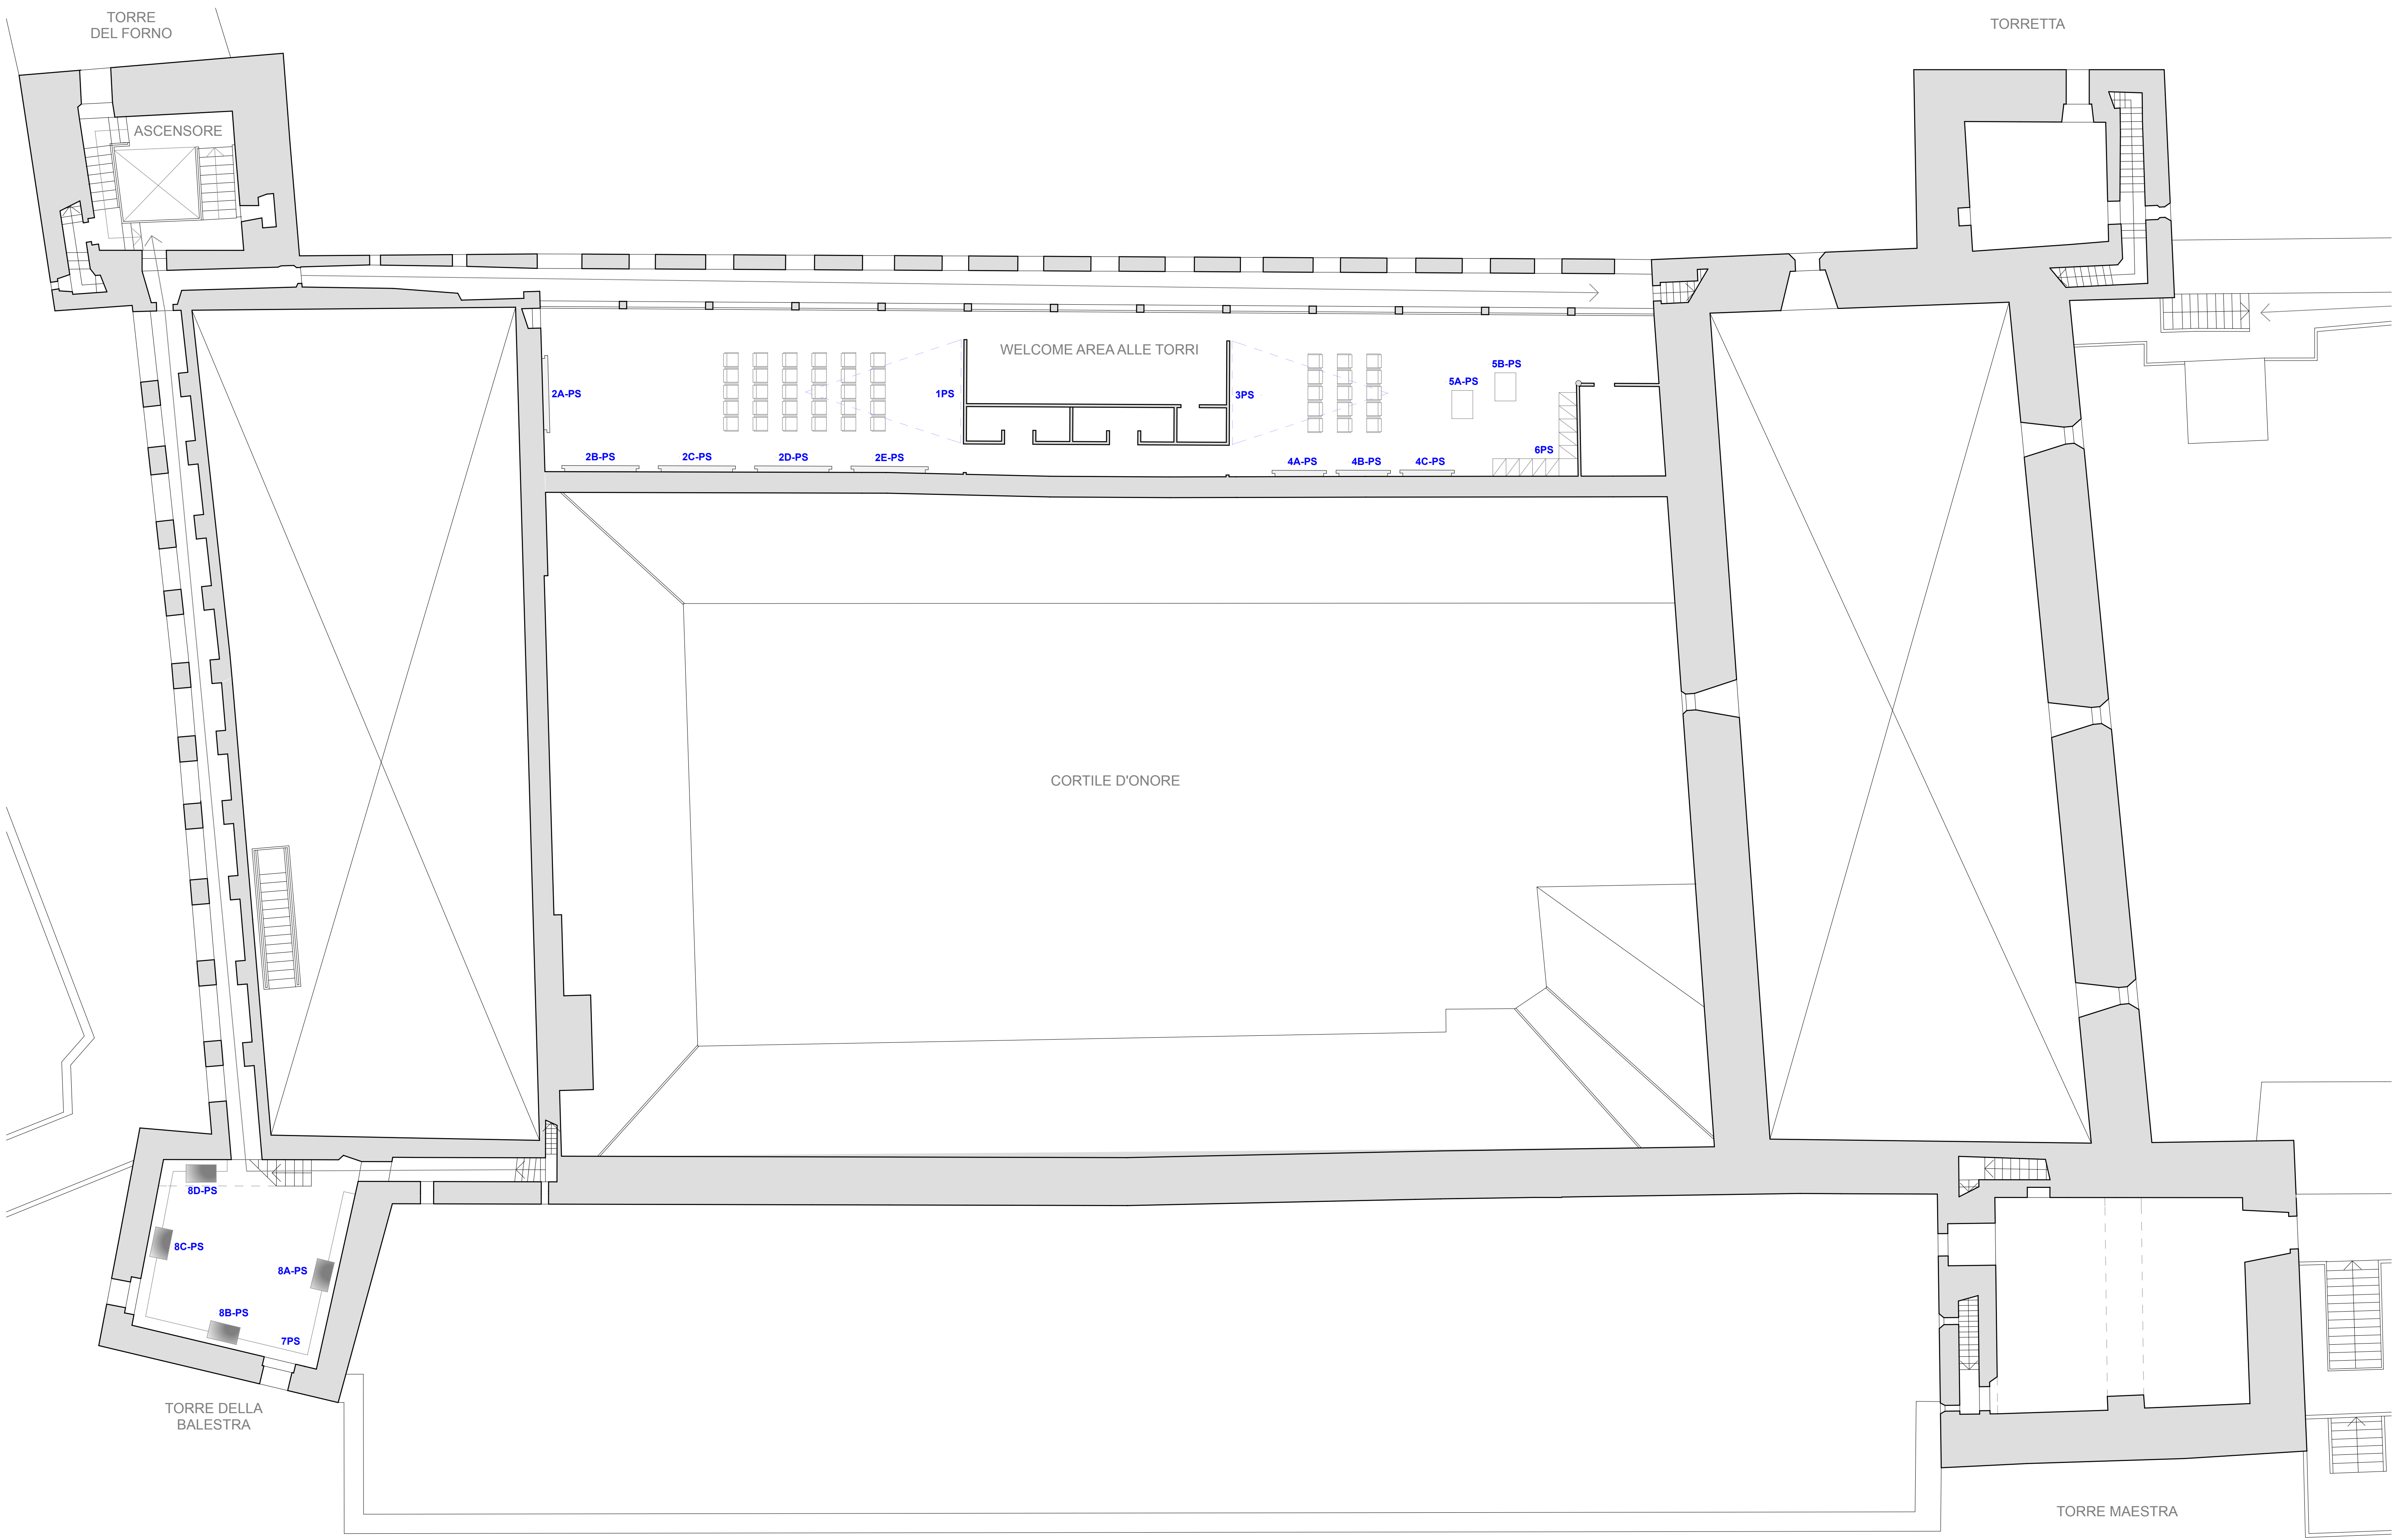 TORRE
DEL FORNO
TORRETTA
ASCENSORE
WELCOME AREA ALLE TORRI
5B-PS
5A-PS
2A-PS
1PS
3PS
6PS
2B-PS
2C-PS
2D-PS
2E-PS
4A-PS
4B-PS
4C-PS
CORTILE D'ONORE
8D-PS
8C-PS
8A-PS
8B-PS
7PS
TORRE DELLA
BALESTRA
TORRE MAESTRA